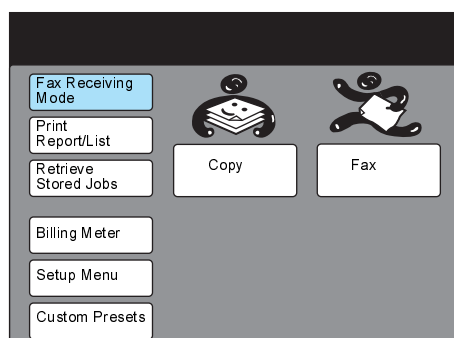 Fax Receiving
Mode
Print
Report/List
Retrieve
Stored Jobs
Billing Meter
Setup Menu
Custom Presets
Copy
Fax